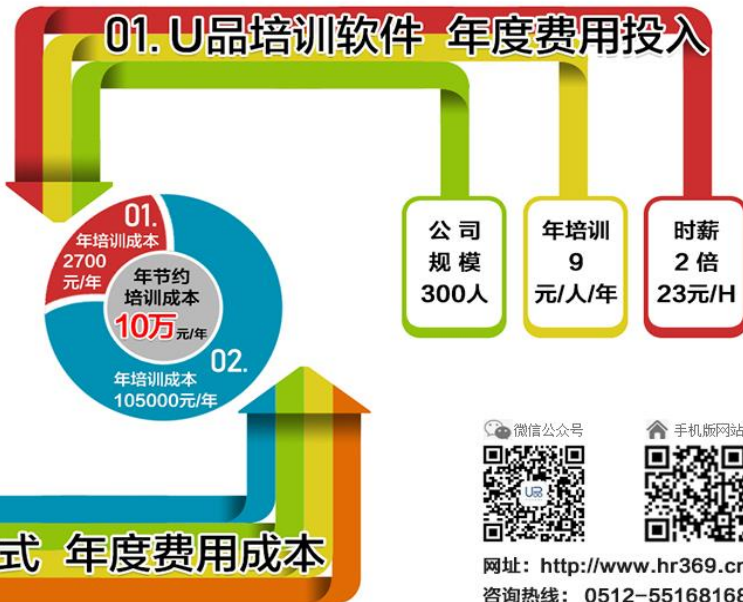 01. U品培训软件 年度费用投入
公 司
规 模
300人
年培训
9
元/人/年
时薪
2 倍
23元/H
01.
年培训成本
2700
元/年
年节约
培训成本
10万元/年
02.
年培训成本
105000元/年
微信公众号
手机版网站
U品
式 年度费用成本
网址：http://www.hr369.cn
咨询热线：0512-55168168